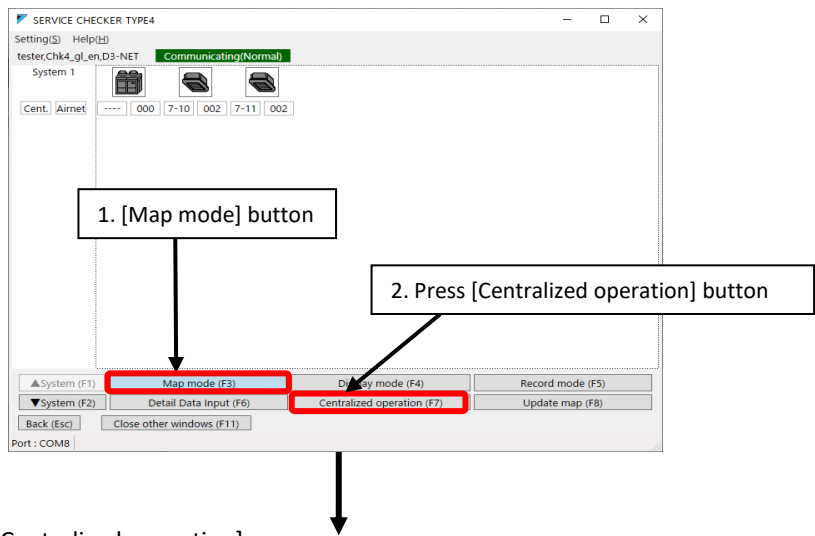 SERVICE CHECKER TYPE4
Setting(S) Help(H)
tester,Chk4_gl_en,D3-NET Communicating(Normal)
System 1
Cent. Airnet ---- 000 7-10 002 7-11 002
1. [Map mode] button
2. Press [Centralized operation] button
▲System (F1) Map mode (F3) Display mode (F4) Record mode (F5)
▼System (F2) Detail Data Input (F6) Centralized operation (F7) Update map (F8)
Back (Esc) Close other windows (F11)
Port : COM8